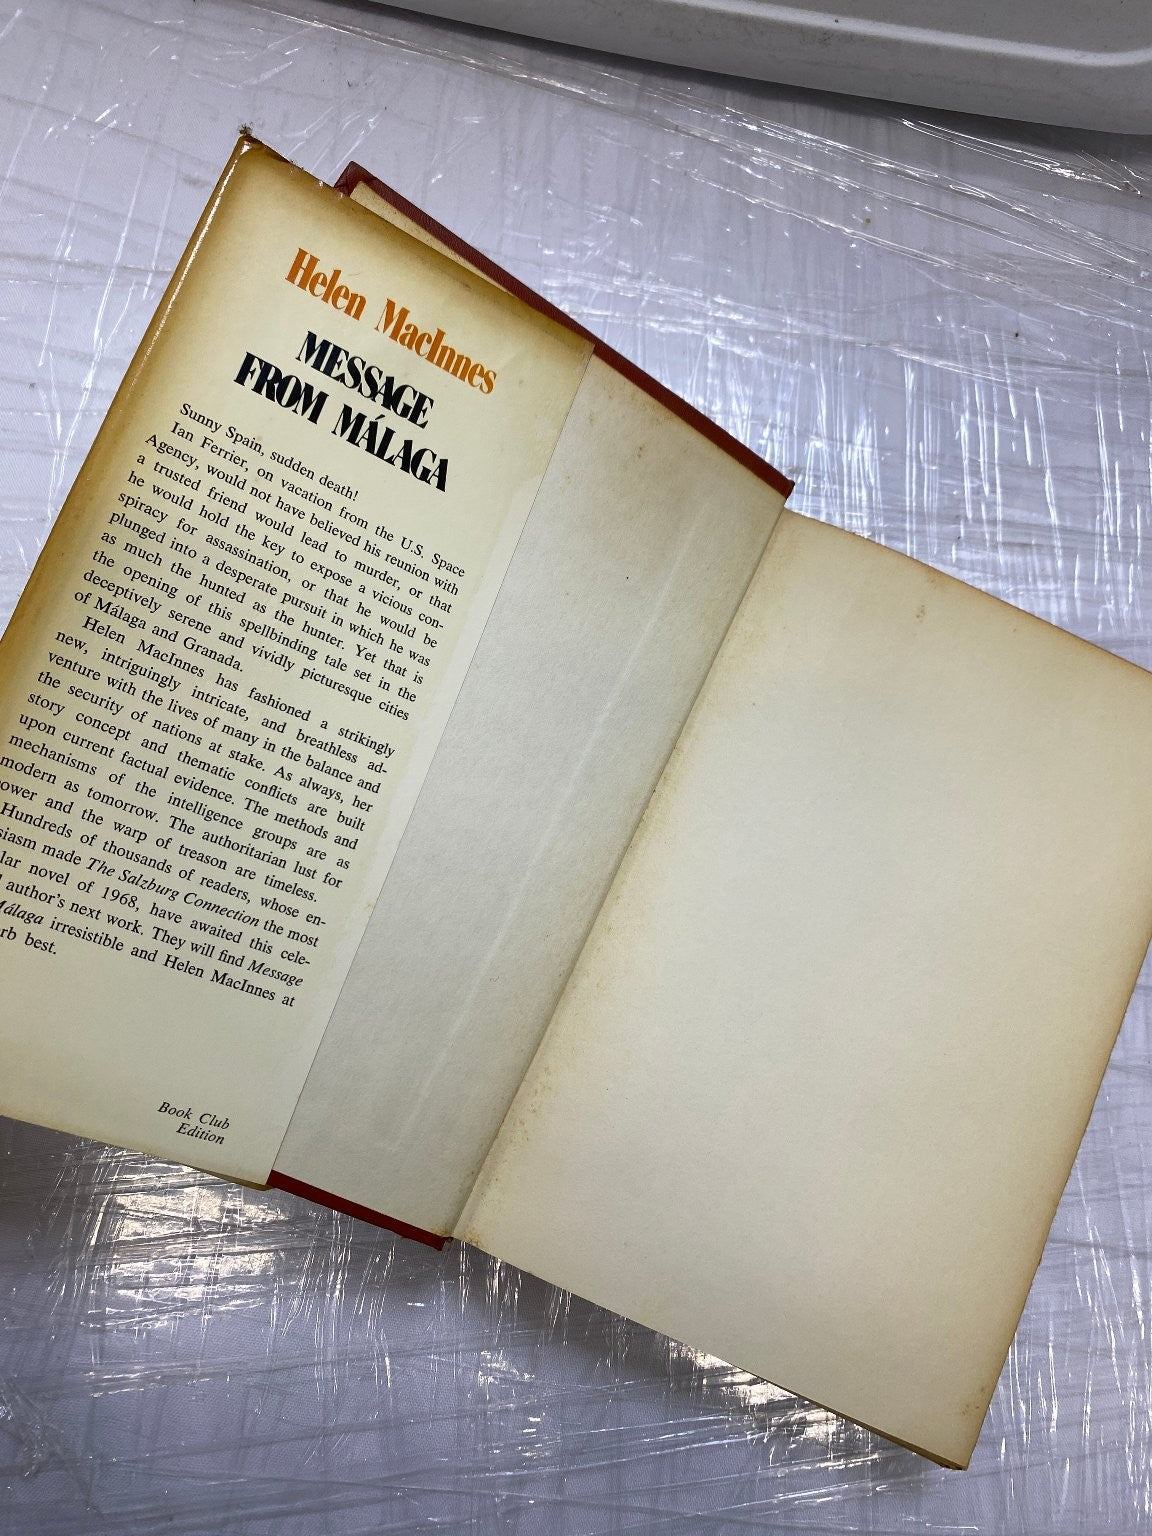 Helen MacInnes
MESSAGE
FROM MÁLAGA
Sunny Spain, sudden death!
Ian Ferrier, on vacation from the U.S. Space
Agency, would not have believed his reunion with
a trusted friend would lead to murder, or that
he would hold the key to expose a vicious con-
spiracy for assassination, or that he would be
plunged into a desperate pursuit in which he was
as much the hunted as the hunter. Yet that is
the opening of this spellbinding tale set in the
deceptively serene and vividly picturesque cities
of Málaga and Granada.
Helen MacInnes has fashioned a strikingly
new, intriguingly intricate, and breathless ad-
venture with the lives of many in the balance and
the security of nations at stake. As always, her
story concept and thematic conflicts are built
upon current factual evidence. The methods and
mechanisms of the intelligence groups are as
modern as tomorrow. The authoritarian lust for
ower and the warp of treason are timeless.
Hundreds of thousands of readers, whose en-
siasm made The Salzburg Connection the most
lar novel of 1968, have awaited this cele-
author's next work. They will find Message
álaga irresistible and Helen MacInnes at
rb best.
Book Club
Edition